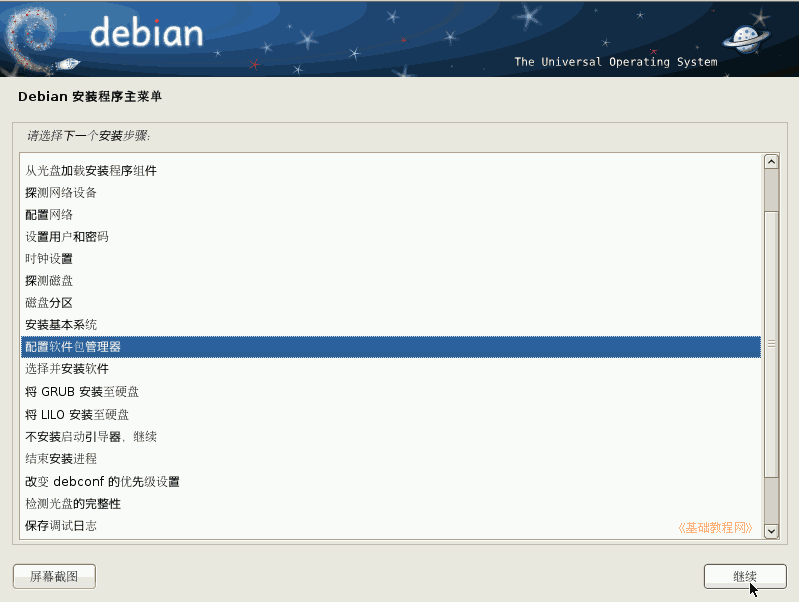 debian
The Universal Operating System
Debian 安装程序主菜单
请选择下一个安装步骤:
从光盘加载安装程序组件
探测网络设备
配置网络
设置用户和密码
时钟设置
探测磁盘
磁盘分区
安装基本系统
配置软件包管理器
选择并安装软件
将 GRUB 安装至硬盘
将 LILO 安装至硬盘
不安装启动引导器，继续
结束安装进程
改变 debconf 的优先级设置
检测光盘的完整性
保存调试日志
《基础教程网》
屏幕截图
继续